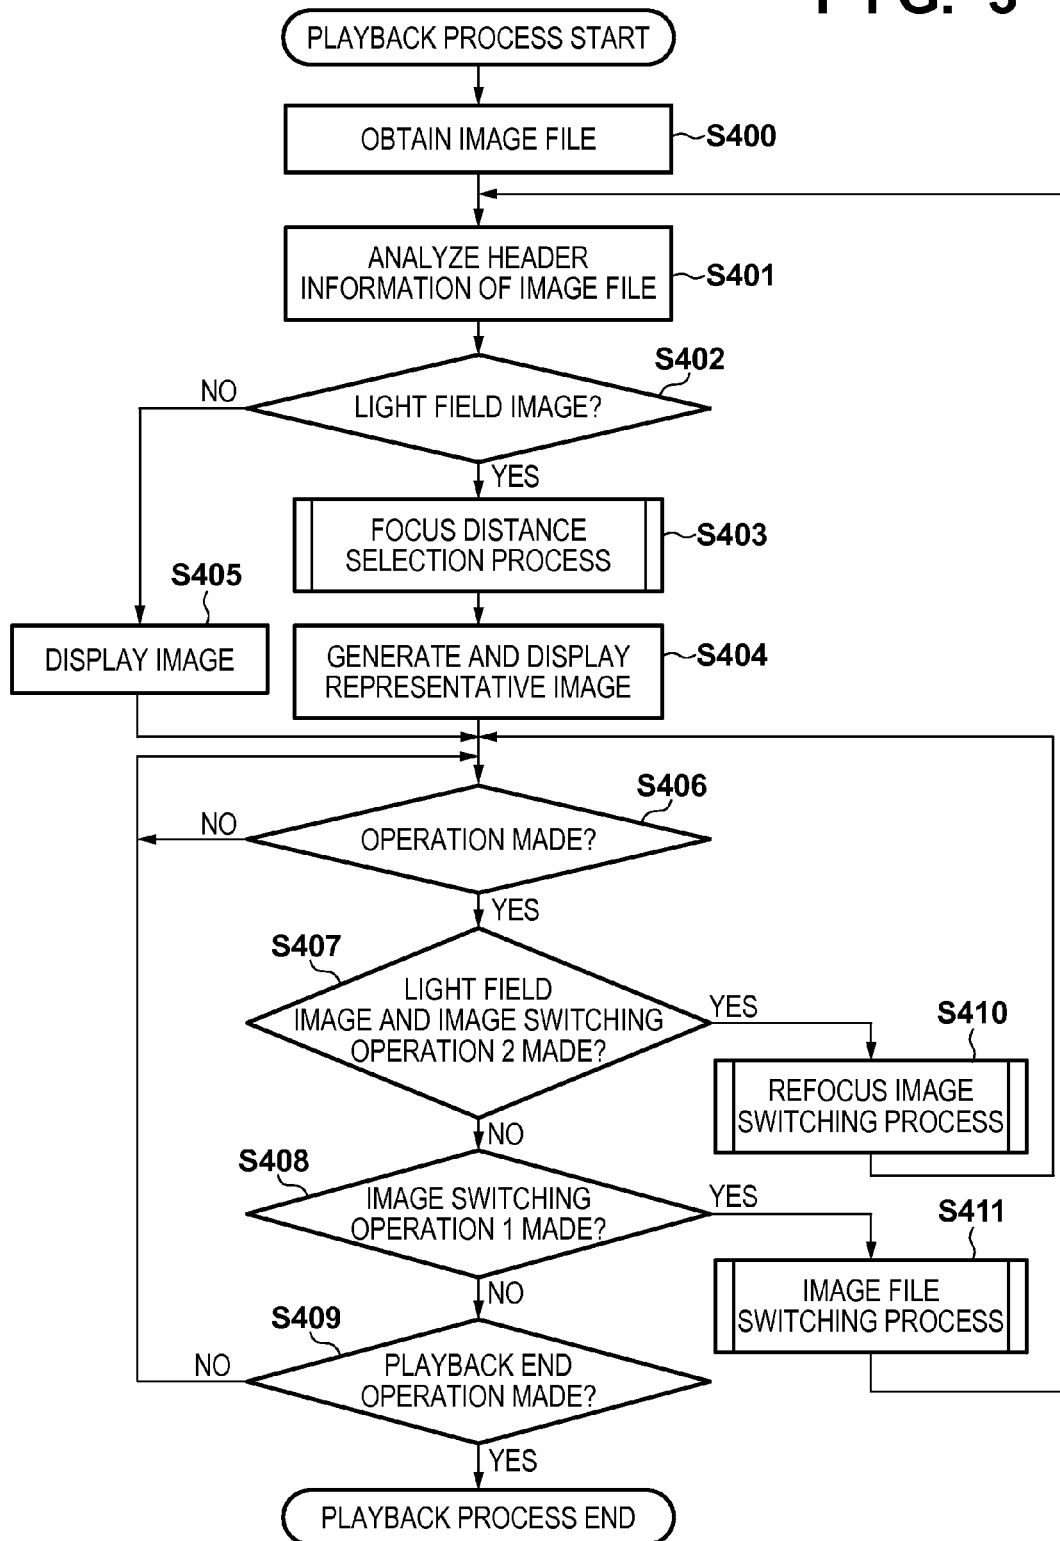 FIG. 5
PLAYBACK PROCESS START
OBTAIN IMAGE FILE
S400
ANALYZE HEADER
INFORMATION OF IMAGE FILE
S401
S402
NO
LIGHT FIELD IMAGE?
YES
FOCUS DISTANCE
SELECTION PROCESS
S403
S405
DISPLAY IMAGE
GENERATE AND DISPLAY
REPRESENTATIVE IMAGE
S404
S406
NO
OPERATION MADE?
YES
S407
LIGHT FIELD
IMAGE AND IMAGE SWITCHING
OPERATION 2 MADE?
YES
S410
REFOCUS IMAGE
SWITCHING PROCESS
NO
S408
IMAGE SWITCHING
OPERATION 1 MADE?
YES
S411
IMAGE FILE
SWITCHING PROCESS
NO
S409
NO
PLAYBACK END
OPERATION MADE?
YES
PLAYBACK PROCESS END